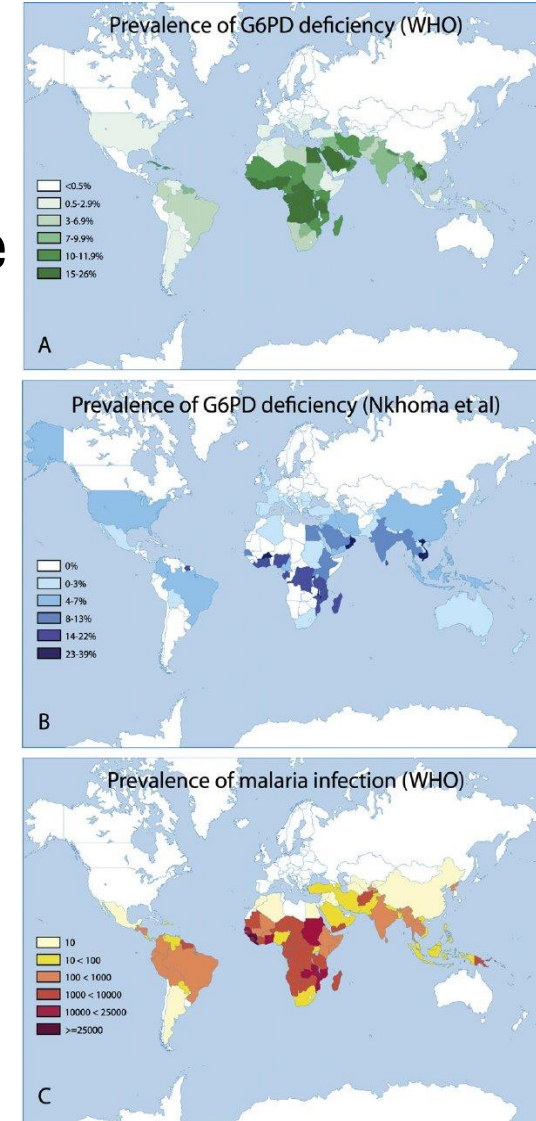 Prevalence of G6PD deficiency (WHO)
<0.5%
0.5-2.9%
3-6.9%
7-9.9%
10-11.9%
15-26%
A
e
Prevalence of G6PD deficiency (Nkhoma et al)
0%
0-3%
4-7%
8-13%
14-22%
23-39%
B
Prevalence of malaria infection (WHO)
10
10 < 100
100 < 1000
1000 < 10000
10000 < 25000
>=25000
C